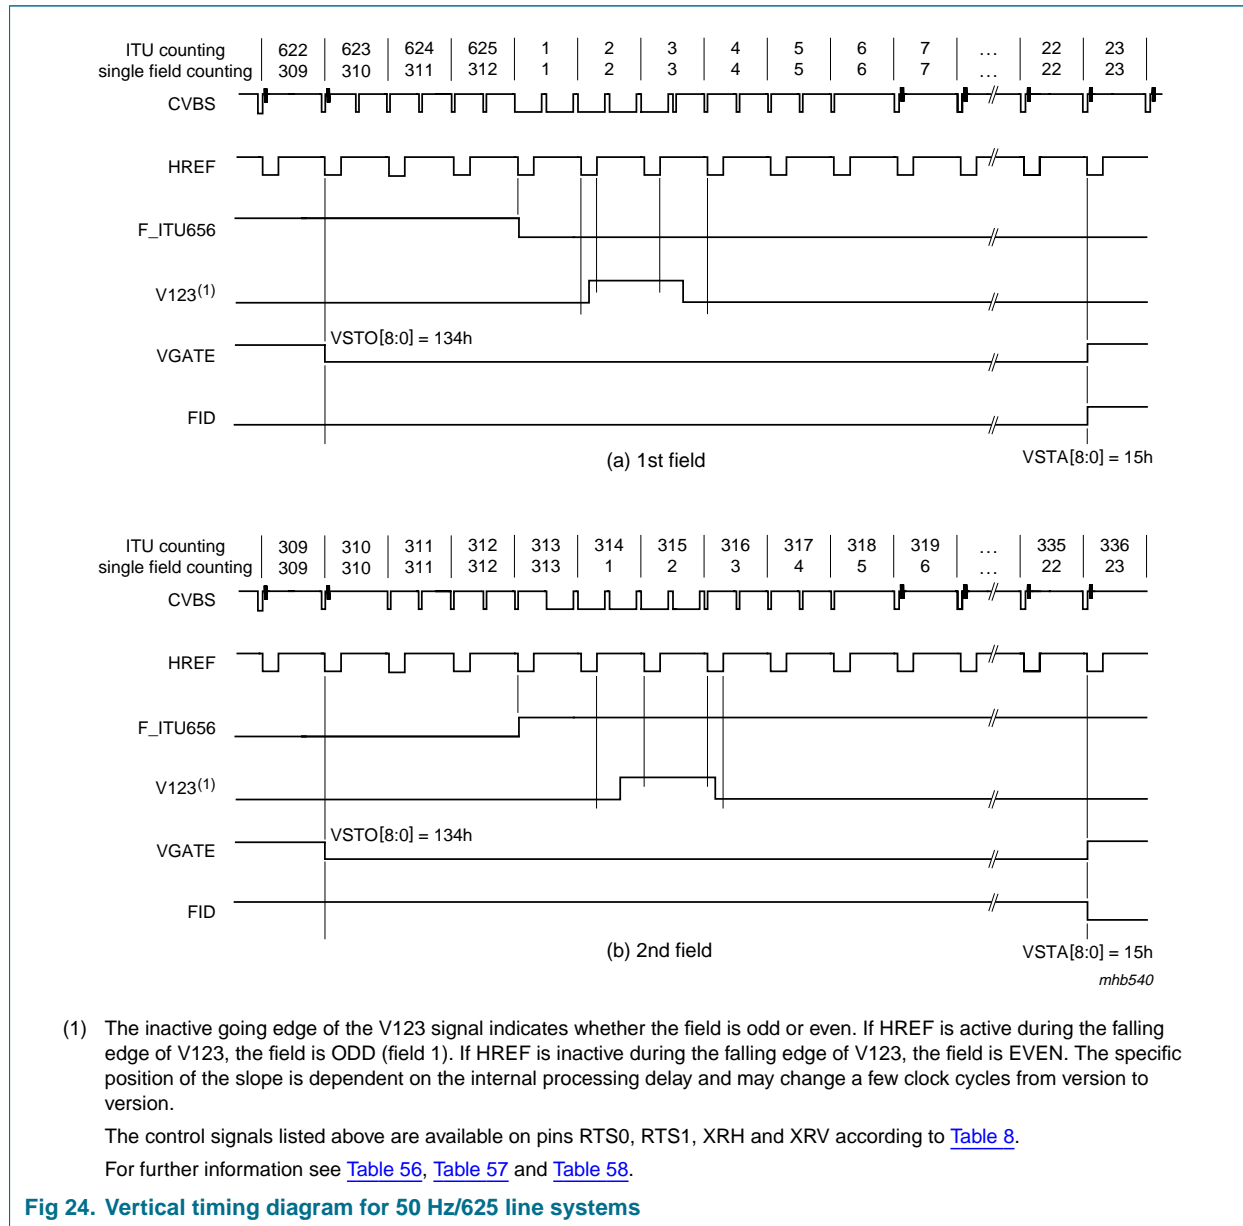 ITU counting 622 623 624 625 1 2 3 4 5 6 7 ... 22 23
single field counting 309 310 311 312 1 2 3 4 5 6 7 ... 22 23
CVBS
HREF
F_ITU656
V123(1)
VSTO[8:0] = 134h
VGATE
FID
(a) 1st field VSTA[8:0] = 15h
ITU counting 309 310 311 312 313 314 315 316 317 318 319 ... 335 336
single field counting 309 310 311 312 313 1 2 3 4 5 6 ... 22 23
CVBS
HREF
F_ITU656
V123(1)
VSTO[8:0] = 134h
VGATE
FID
(b) 2nd field VSTA[8:0] = 15h
mhb540
(1) The inactive going edge of the V123 signal indicates whether the field is odd or even. If HREF is active during the falling
edge of V123, the field is ODD (field 1). If HREF is inactive during the falling edge of V123, the field is EVEN. The specific
position of the slope is dependent on the internal processing delay and may change a few clock cycles from version to
version.
The control signals listed above are available on pins RTS0, RTS1, XRH and XRV according to Table 8.
For further information see Table 56, Table 57 and Table 58.
Fig 24. Vertical timing diagram for 50 Hz/625 line systems